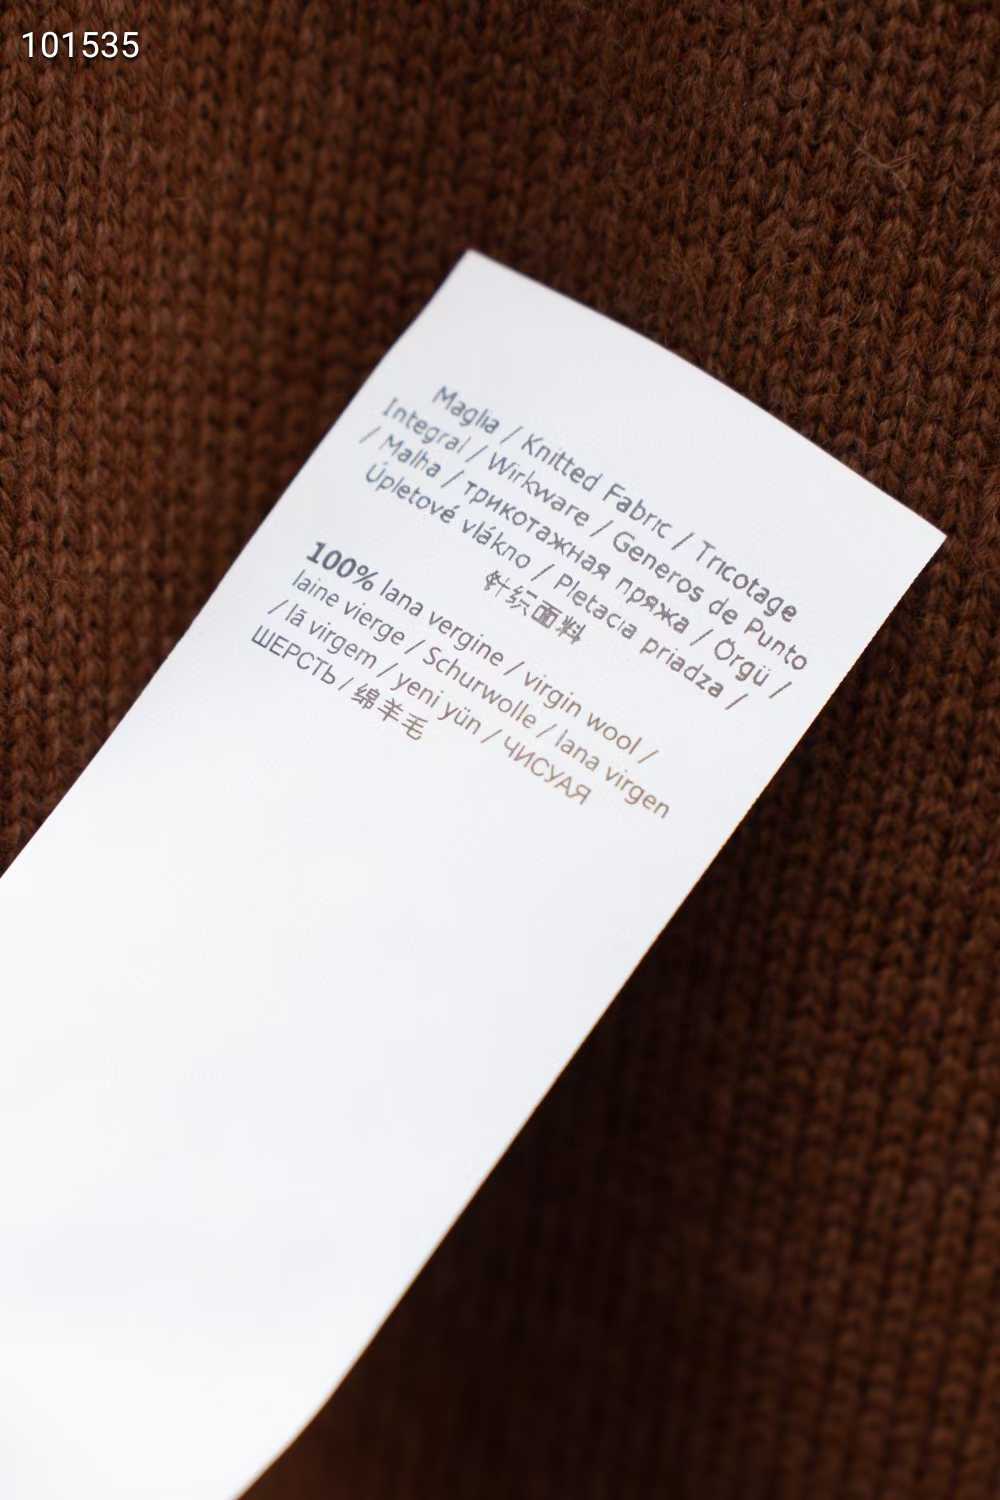 101535
Maglia / Knitted Fabric / Tricotage
Integral / Wirkware / Generos de Punto
/ Malha / трикотажная пряжа / Örgü /
Úpletové vlákno / Pletacia priadza /
针织面料
100% lana vergine / virgin wool /
laine vierge / Schurwolle / lana virgen
/ lã virgem / yeni yün / ЧИСУАЯ
ШЕРСТЬ / 绵羊毛